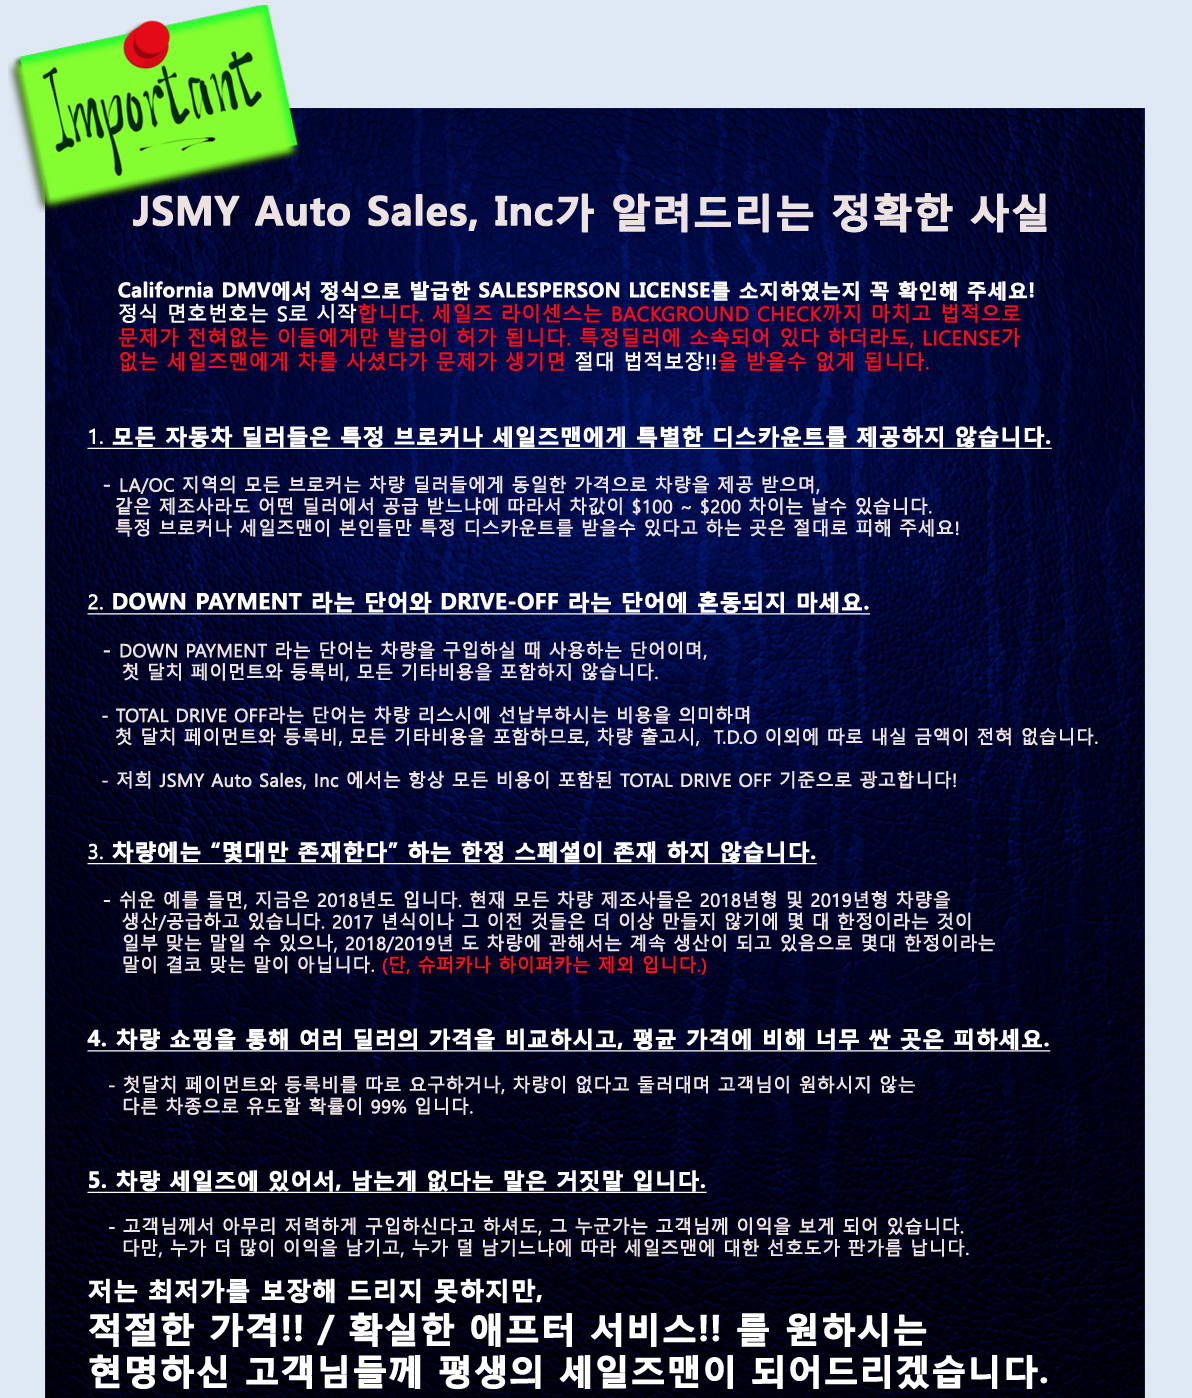 Important
JSMY Auto Sales, Inc가 알려드리는 정확한 사실
California DMV에서 정식으로 발급한 SALESPERSON LICENSE를 소지하였는지 꼭 확인해 주세요!
정식 면호번호는 S로 시작합니다. 세일즈 라이센스는 BACKGROUND CHECK까지 마치고 법적으로
문제가 전혀없는 이들에게만 발급이 허가 됩니다. 특정딜러에 소속되어 있다 하더라도, LICENSE가
없는 세일즈맨에게 차를 사셨다가 문제가 생기면 절대 법적보장!!을 받을수 없게 됩니다.
1. 모든 자동차 딜러들은 특정 브로커나 세일즈맨에게 특별한 디스카운트를 제공하지 않습니다.
- LA/OC 지역의 모든 브로커는 차량 딜러들에게 동일한 가격으로 차량을 제공 받으며,
같은 제조사라도 어떤 딜러에서 공급 받느냐에 따라서 차값이 $100 ~ $200 차이는 날수 있습니다.
특정 브로커나 세일즈맨이 본인들만 특정 디스카운트를 받을수 있다고 하는 곳은 절대로 피해 주세요!
2. DOWN PAYMENT 라는 단어와 DRIVE-OFF 라는 단어에 혼동되지 마세요.
- DOWN PAYMENT 라는 단어는 차량을 구입하실 때 사용하는 단어이며,
첫 달치 페이먼트와 등록비, 모든 기타비용을 포함하지 않습니다.
- TOTAL DRIVE OFF라는 단어는 차량 리스시에 선납부하시는 비용을 의미하며
첫 달치 페이먼트와 등록비, 모든 기타비용을 포함하므로, 차량 출고시, T.D.O 이외에 따로 내실 금액이 전혀 없습니다.
- 저희 JSMY Auto Sales, Inc 에서는 항상 모든 비용이 포함된 TOTAL DRIVE OFF 기준으로 광고합니다!
3. 차량에는 “몇대만 존재한다” 하는 한정 스페셜이 존재 하지 않습니다.
- 쉬운 예를 들면, 지금은 2018년도 입니다. 현재 모든 차량 제조사들은 2018년형 및 2019년형 차량을
생산/공급하고 있습니다. 2017 년식이나 그 이전 것들은 더 이상 만들지 않기에 몇 대 한정이라는 것이
일부 맞는 말일 수 있으나, 2018/2019년 도 차량에 관해서는 계속 생산이 되고 있음으로 몇대 한정이라는
말이 결코 맞는 말이 아닙니다. (단, 슈퍼카나 하이퍼카는 제외 입니다.)
4. 차량 쇼핑을 통해 여러 딜러의 가격을 비교하시고, 평균 가격에 비해 너무 싼 곳은 피하세요.
- 첫달치 페이먼트와 등록비를 따로 요구하거나, 차량이 없다고 둘러대며 고객님이 원하시지 않는
다른 차종으로 유도할 확률이 99% 입니다.
5. 차량 세일즈에 있어서, 남는게 없다는 말은 거짓말 입니다.
- 고객님께서 아무리 저력하게 구입하신다고 하셔도, 그 누군가는 고객님께 이익을 보게 되어 있습니다.
다만, 누가 더 많이 이익을 남기고, 누가 덜 남기느냐에 따라 세일즈맨에 대한 선호도가 판가름 납니다.
저는 최저가를 보장해 드리지 못하지만,
적절한 가격!! / 확실한 애프터 서비스!! 를 원하시는
현명하신 고객님들께 평생의 세일즈맨이 되어드리겠습니다.